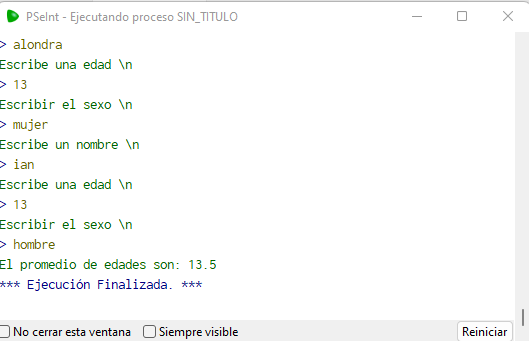 PSeInt - Ejecutando proceso SIN_TITULO
> alondra
Escribe una edad \n
> 13
Escribir el sexo \n
> mujer
Escribe un nombre \n
> ian
Escribe una edad \n
> 13
Escribir el sexo \n
> hombre
El promedio de edades son: 13.5
*** Ejecución Finalizada. ***
No cerrar esta ventana Siempre visible Reiniciar